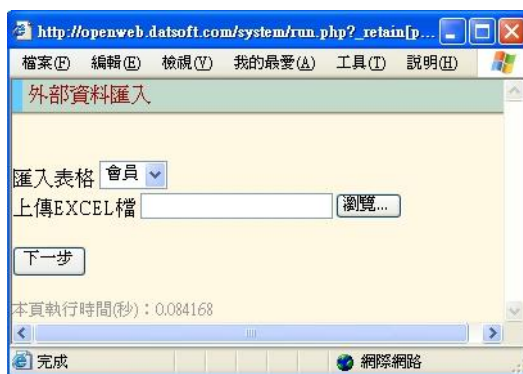 http://openweb.datsoft.com/system/run.php?_retain[p...
檔案(F) 編輯(E) 檢視(V) 我的最愛(A) 工具(T) 說明(H)
外部資料匯入
匯入表格 會員
上傳EXCEL檔 瀏覽...
下一步
本頁執行時間(秒)：0.084168
完成 網際網路